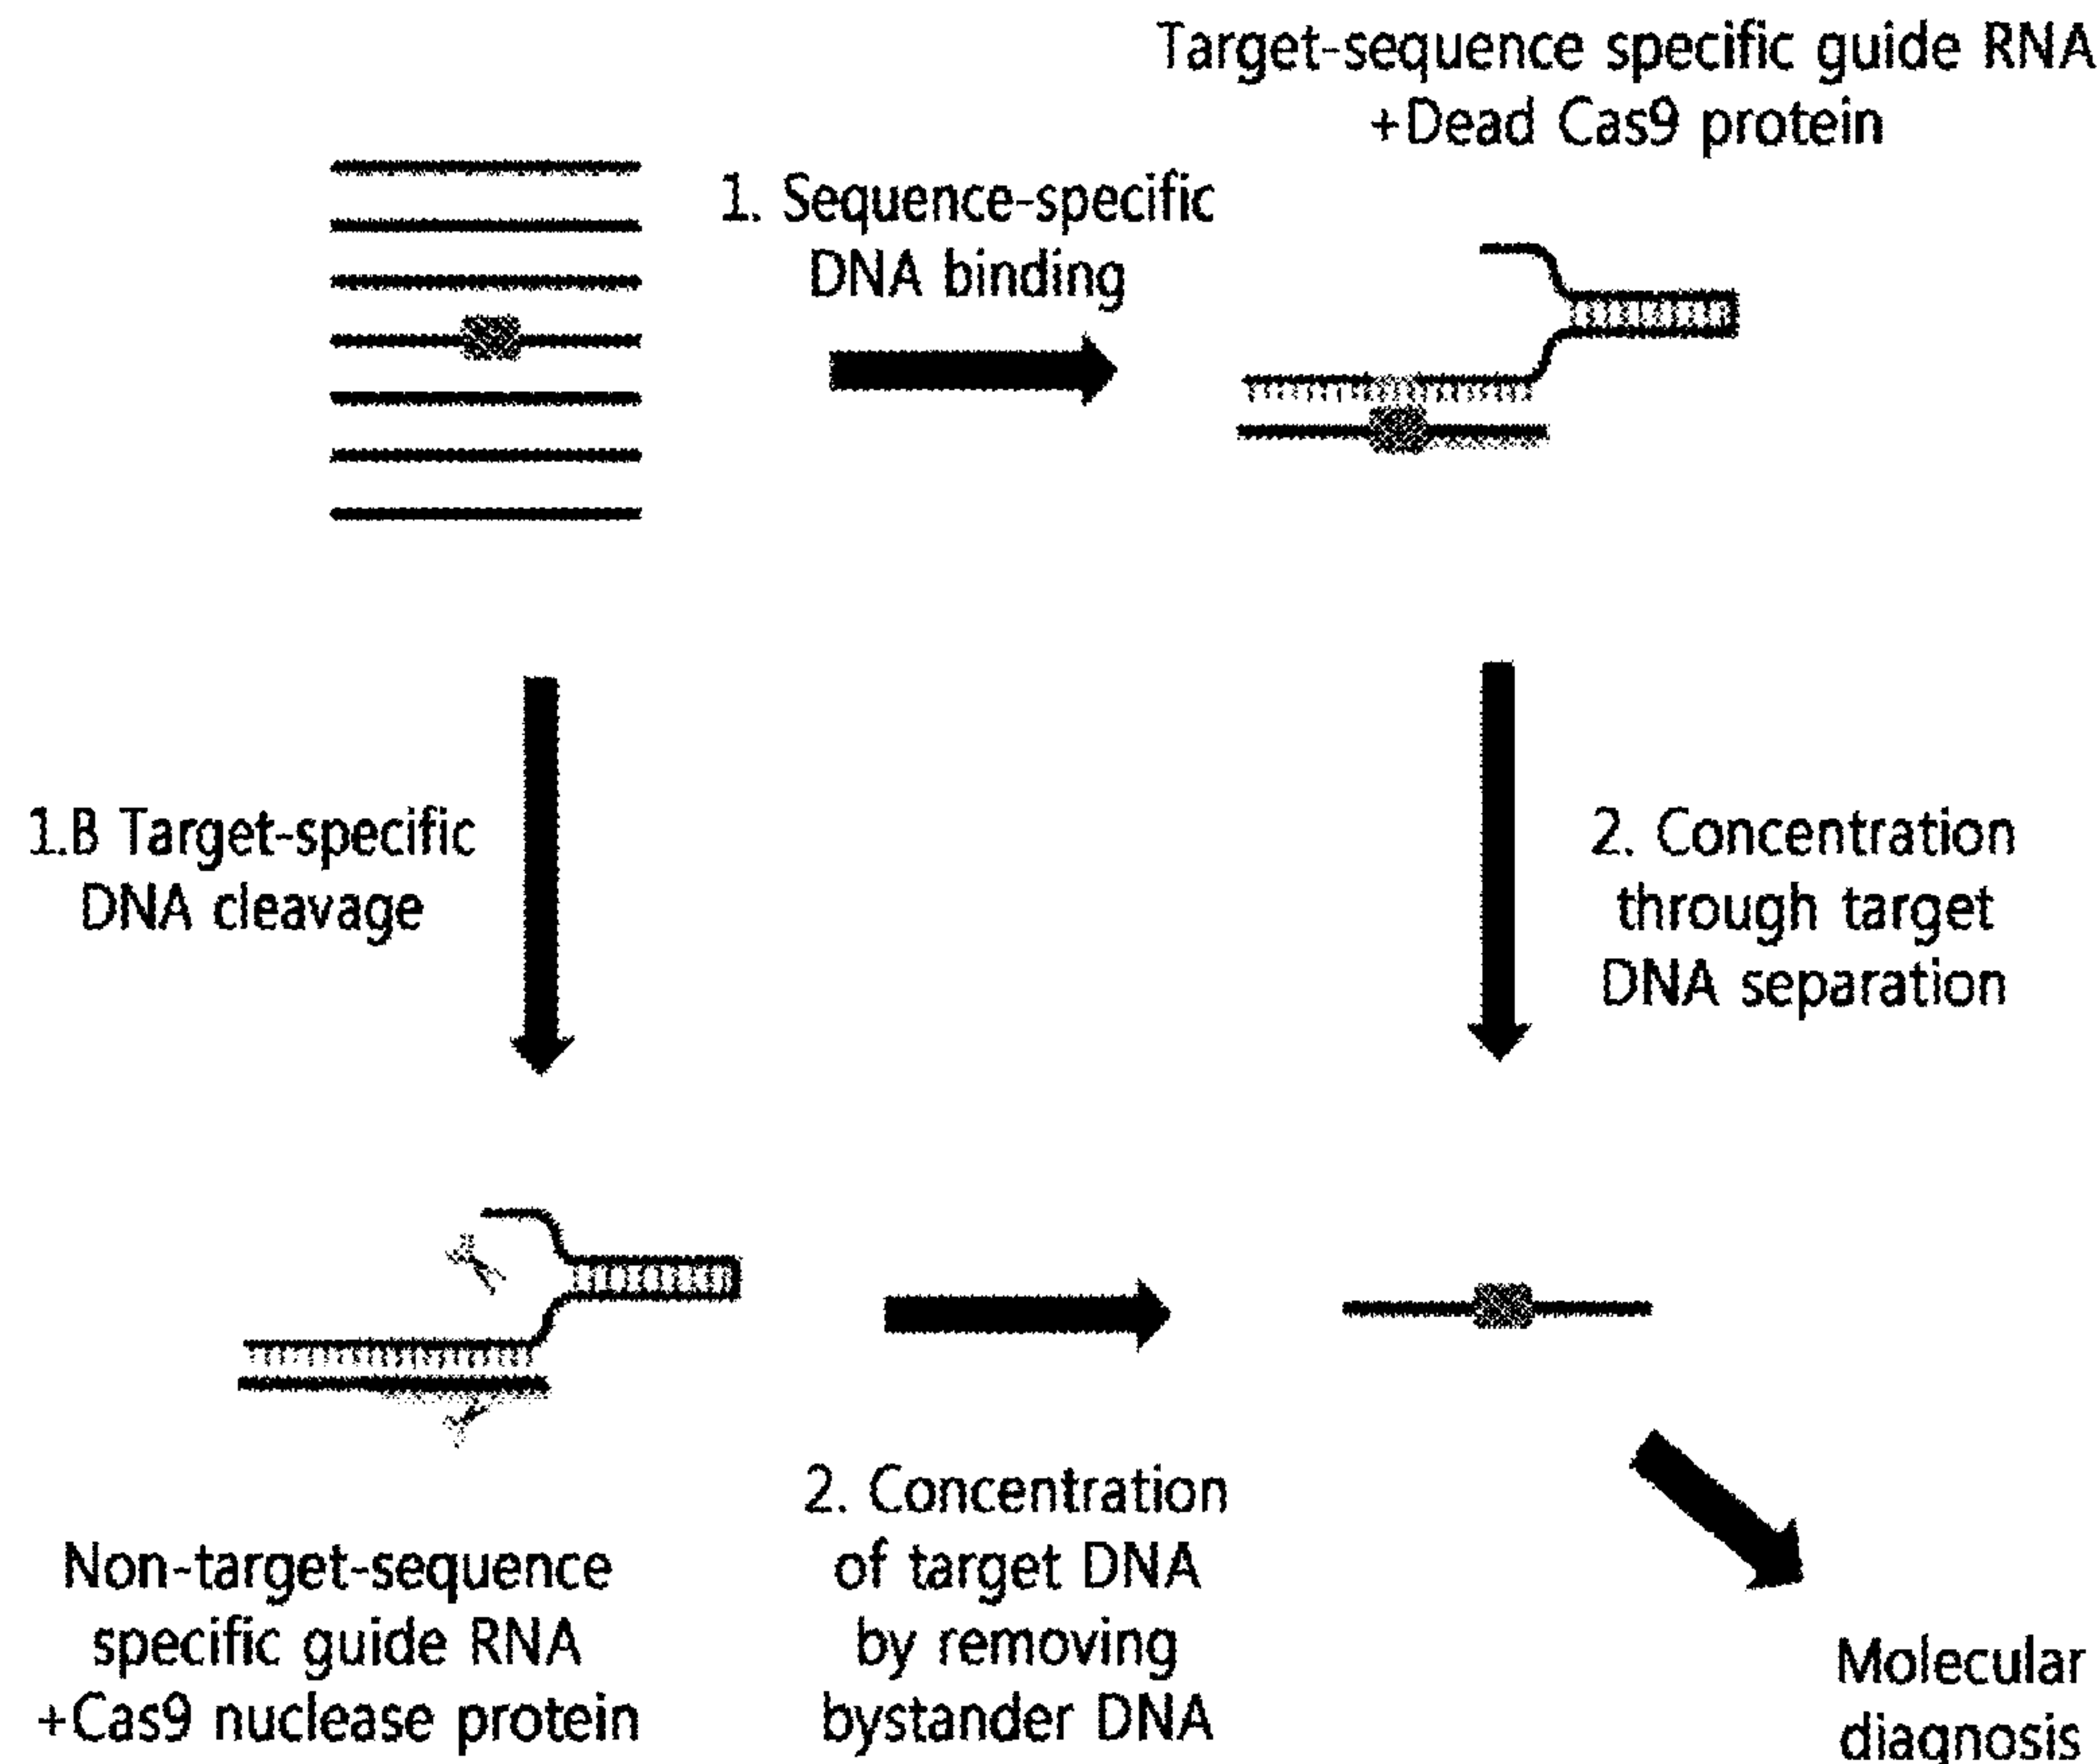 Target-sequence specific guide RNA
+Dead Cas9 protein
1. Sequence-specific
DNA binding
1.B Target-specific
DNA cleavage
2. Concentration
through target
DNA separation
Non-target-sequence
specific guide RNA
+Cas9 nuclease protein
2. Concentration
of target DNA
by removing
bystander DNA
Molecular
diagnosis